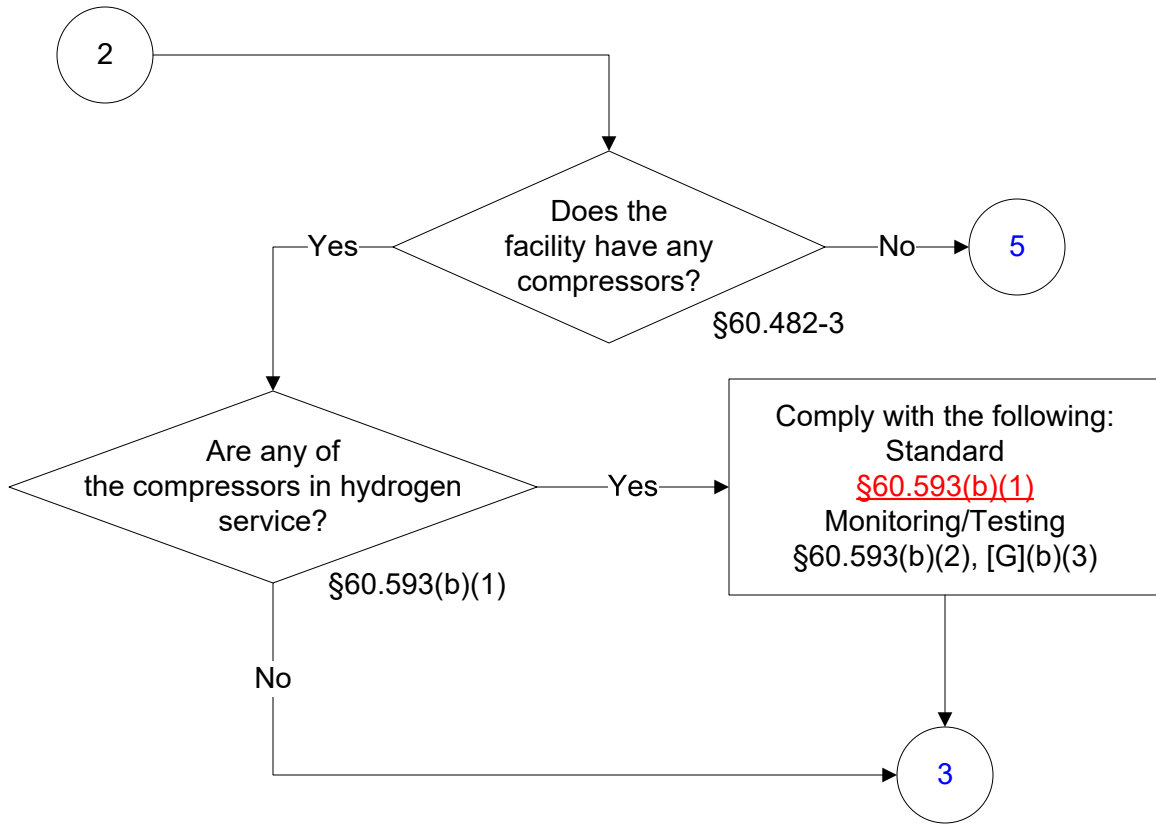 2
Does the
facility have any
compressors?
Yes
No
5
§60.482-3
Are any of
the compressors in hydrogen
service?
Yes
§60.593(b)(1)
Comply with the following:
Standard
§60.593(b)(1)
Monitoring/Testing
§60.593(b)(2), [G](b)(3)
No
3